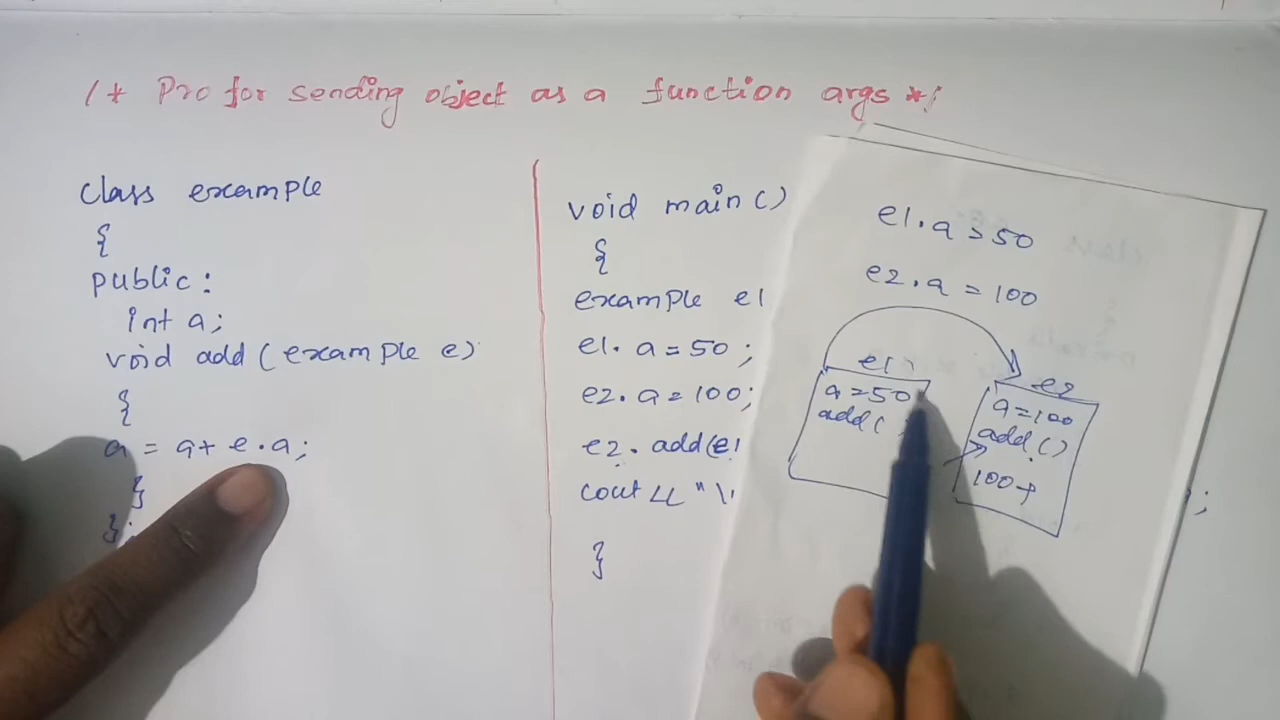 /* Pro for sending object as a function args */
class example
{
public:
int a;
void add(example e)
{
a = a+ e.a;
}
};
void main()
{
example e1
e1. a = 50;
e2. a = 100;
e2. add(e1
cout << "\
}
;
e1.a = 50
e2.a = 100
e1
a = 50
add(
e2
a = 100
add()
100+